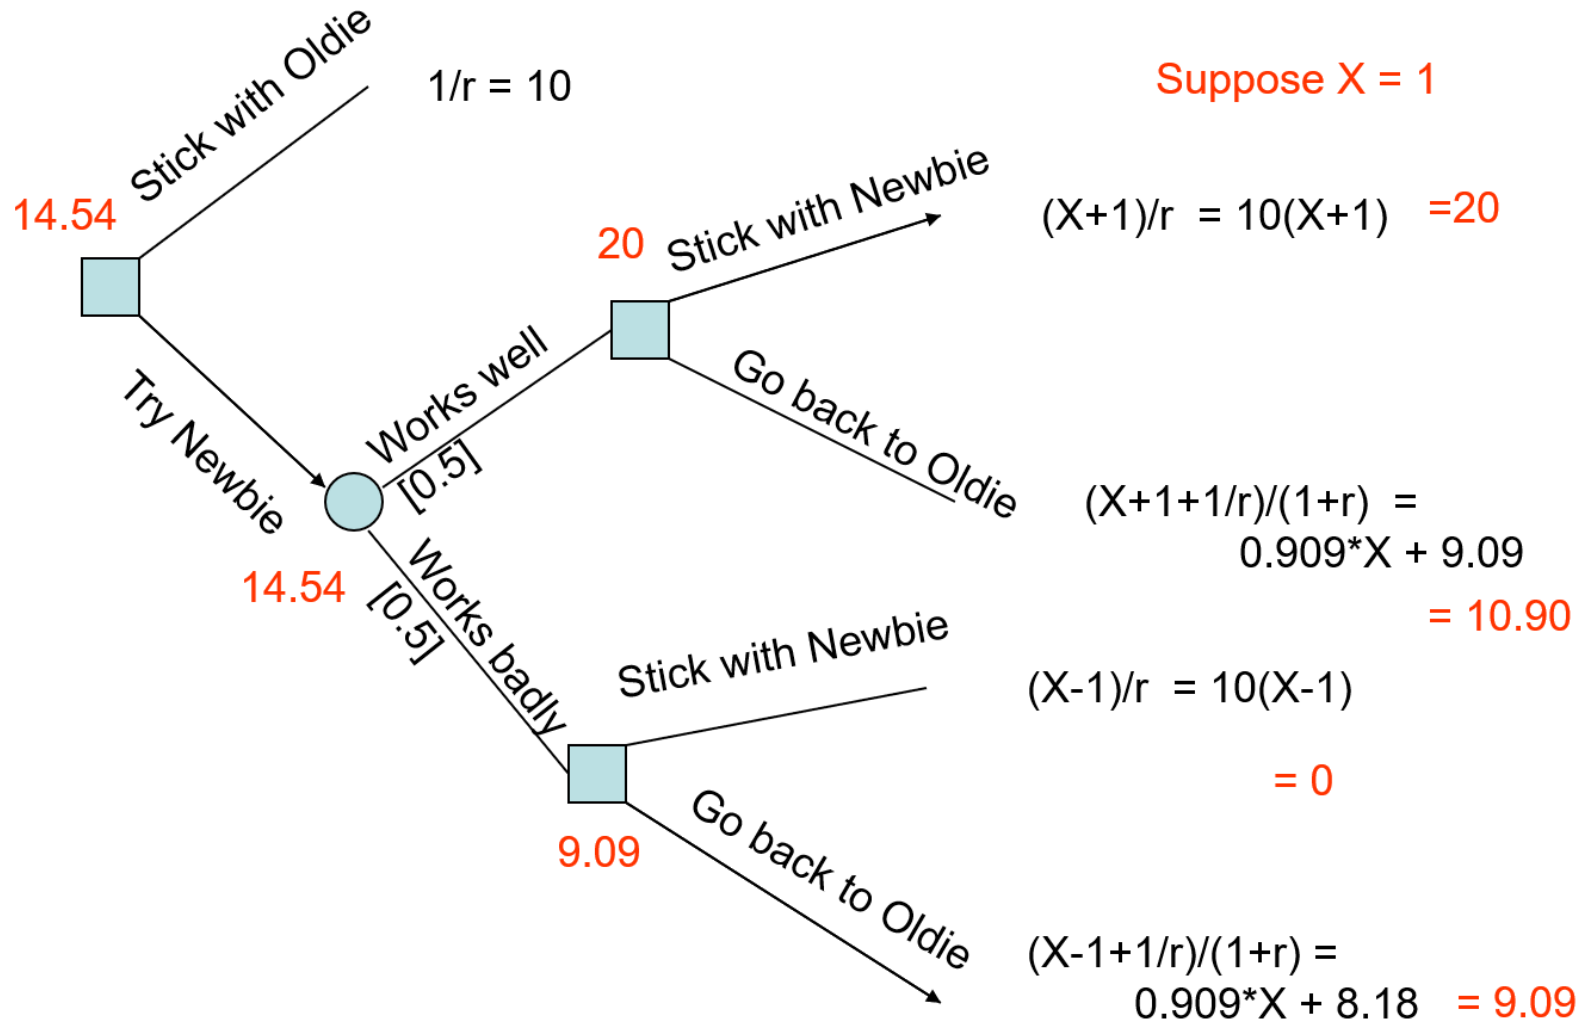 Suppose X = 1
Stick with Oldie
1/r = 10
14.54
Try Newbie
14.54
Works well
[0.5]
20
Stick with Newbie
(X+1)/r = 10(X+1) =20
Go back to Oldie
(X+1+1/r)/(1+r) =
0.909*X + 9.09
= 10.90
Works badly
[0.5]
9.09
Stick with Newbie
(X-1)/r = 10(X-1)
= 0
Go back to Oldie
(X-1+1/r)/(1+r) =
0.909*X + 8.18 = 9.09